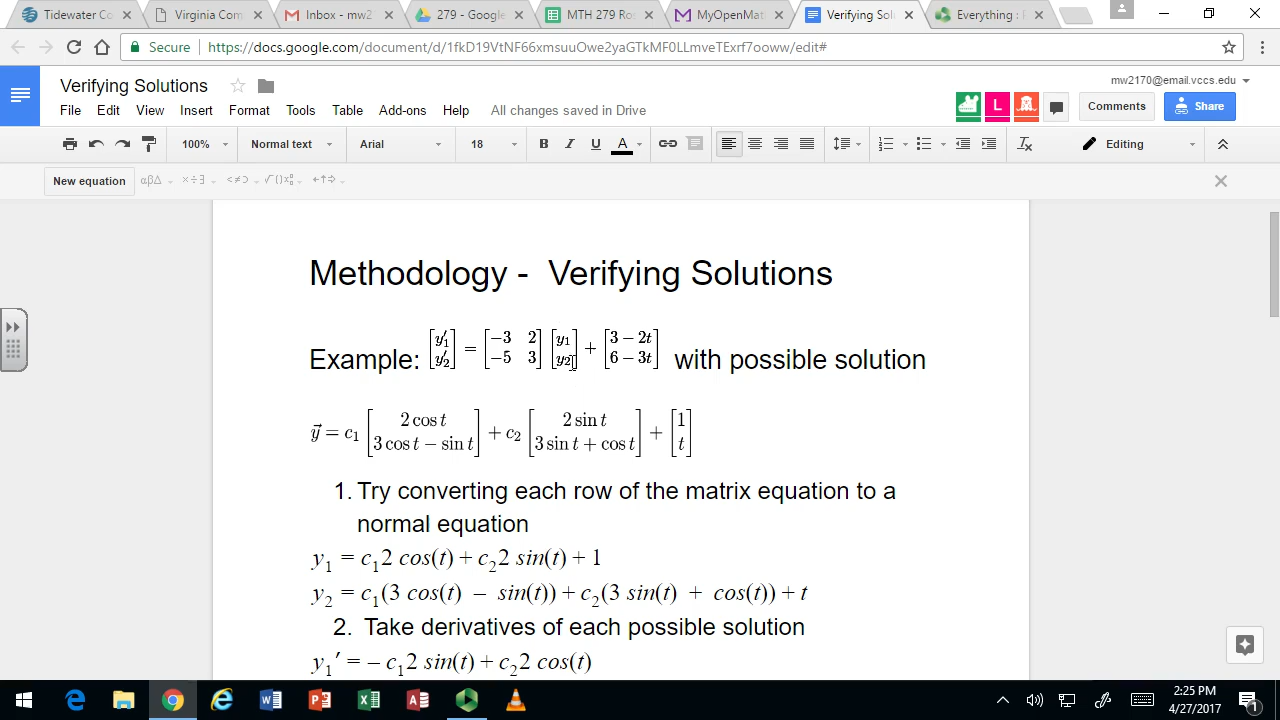 Tidewater Co
Virginia Com
Inbox - mw2
279 - Google
MTH 279 Ro
MyOpenMat
Verifying Sol
Everything :
Secure
https://docs.google.com/document/d/1fkD19VtNF66xmsuuOwe2yaGTkMF0LLmveTExrf7ooww/edit#
Verifying Solutions
mw2170@email.vccs.edu
File Edit View Insert Format Tools Table Add-ons Help All changes saved in Drive
L
Comments
Share
100% Normal text Arial 18 B I U A Editing
New equation αβΔ ×÷∃ <≠⊃
Methodology - Verifying Solutions
Example: [y₁′ y₂′] = [−3 2 −5 3] [y₁ y₂] + [3 − 2t 6 − 3t] with possible solution
y⃗ = c₁ [2 cos t 3 cos t − sin t] + c₂ [2 sin t 3 sin t + cos t] + [1 t]
1. Try converting each row of the matrix equation to a
normal equation
y₁ = c₁2 cos(t) + c₂2 sin(t) + 1
y₂ = c₁(3 cos(t) − sin(t)) + c₂(3 sin(t) + cos(t)) + t
2. Take derivatives of each possible solution
y₁′ = − c₁2 sin(t) + c₂2 cos(t)
2:25 PM
4/27/2017
1